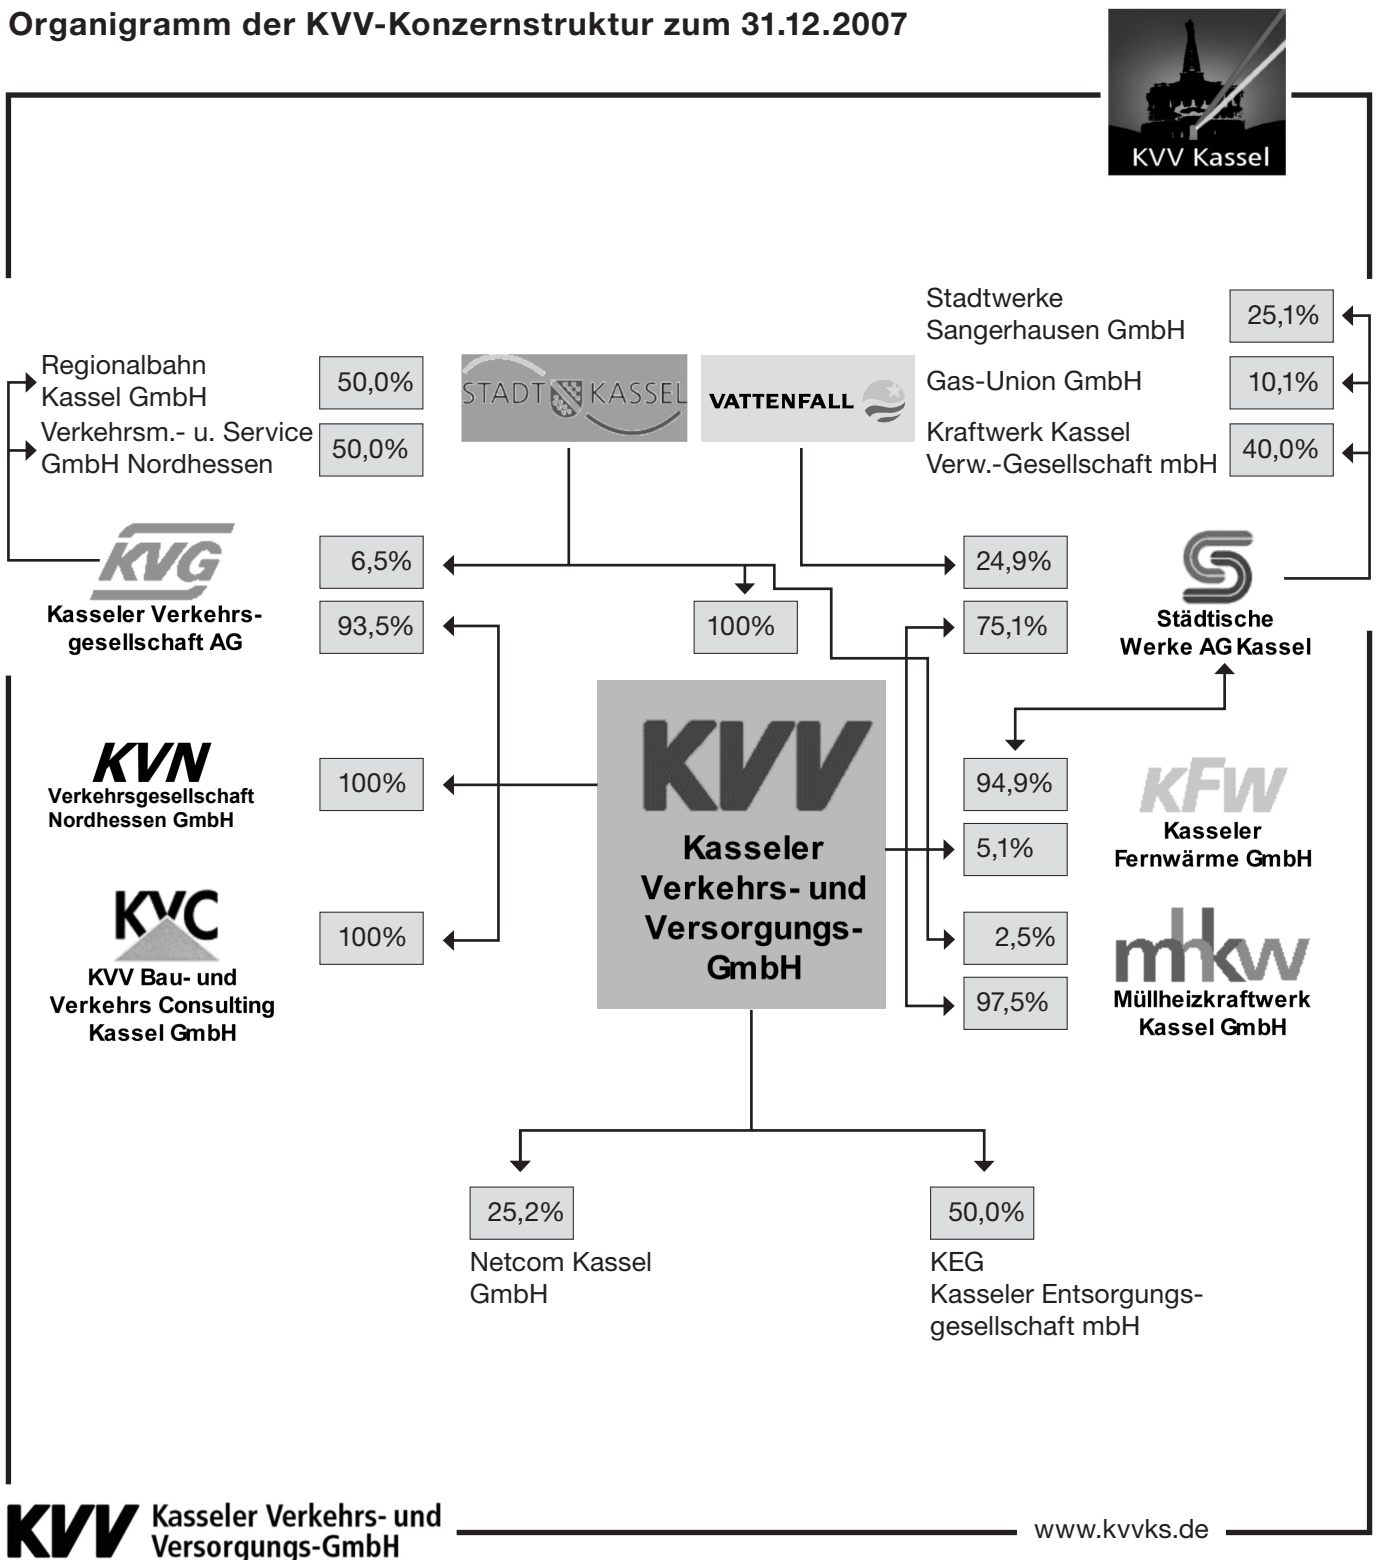 Organigramm der KVV-Konzernstruktur zum 31.12.2007
KVV Kassel
Stadtwerke
Sangerhausen GmbH
25,1%
Gas-Union GmbH
10,1%
Kraftwerk Kassel
Verw.-Gesellschaft mbH
40,0%
Regionalbahn
Kassel GmbH
50,0%
Verkehrsm.- u. Service
GmbH Nordhessen
50,0%
STADT KASSEL
VATTENFALL
KVG
Kasseler Verkehrs-
gesellschaft AG
6,5%
93,5%
100%
24,9%
75,1%
Städtische
Werke AG Kassel
KVN
Verkehrsgesellschaft
Nordhessen GmbH
100%
KVC
KVV Bau- und
Verkehrs Consulting
Kassel GmbH
100%
KVV
Kasseler
Verkehrs- und
Versorgungs-
GmbH
94,9%
5,1%
KFW
Kasseler
Fernwärme GmbH
2,5%
97,5%
mhkw
Müllheizkraftwerk
Kassel GmbH
25,2%
Netcom Kassel
GmbH
50,0%
KEG
Kasseler Entsorgungs-
gesellschaft mbH
KVV Kasseler Verkehrs- und
Versorgungs-GmbH
www.kvvks.de